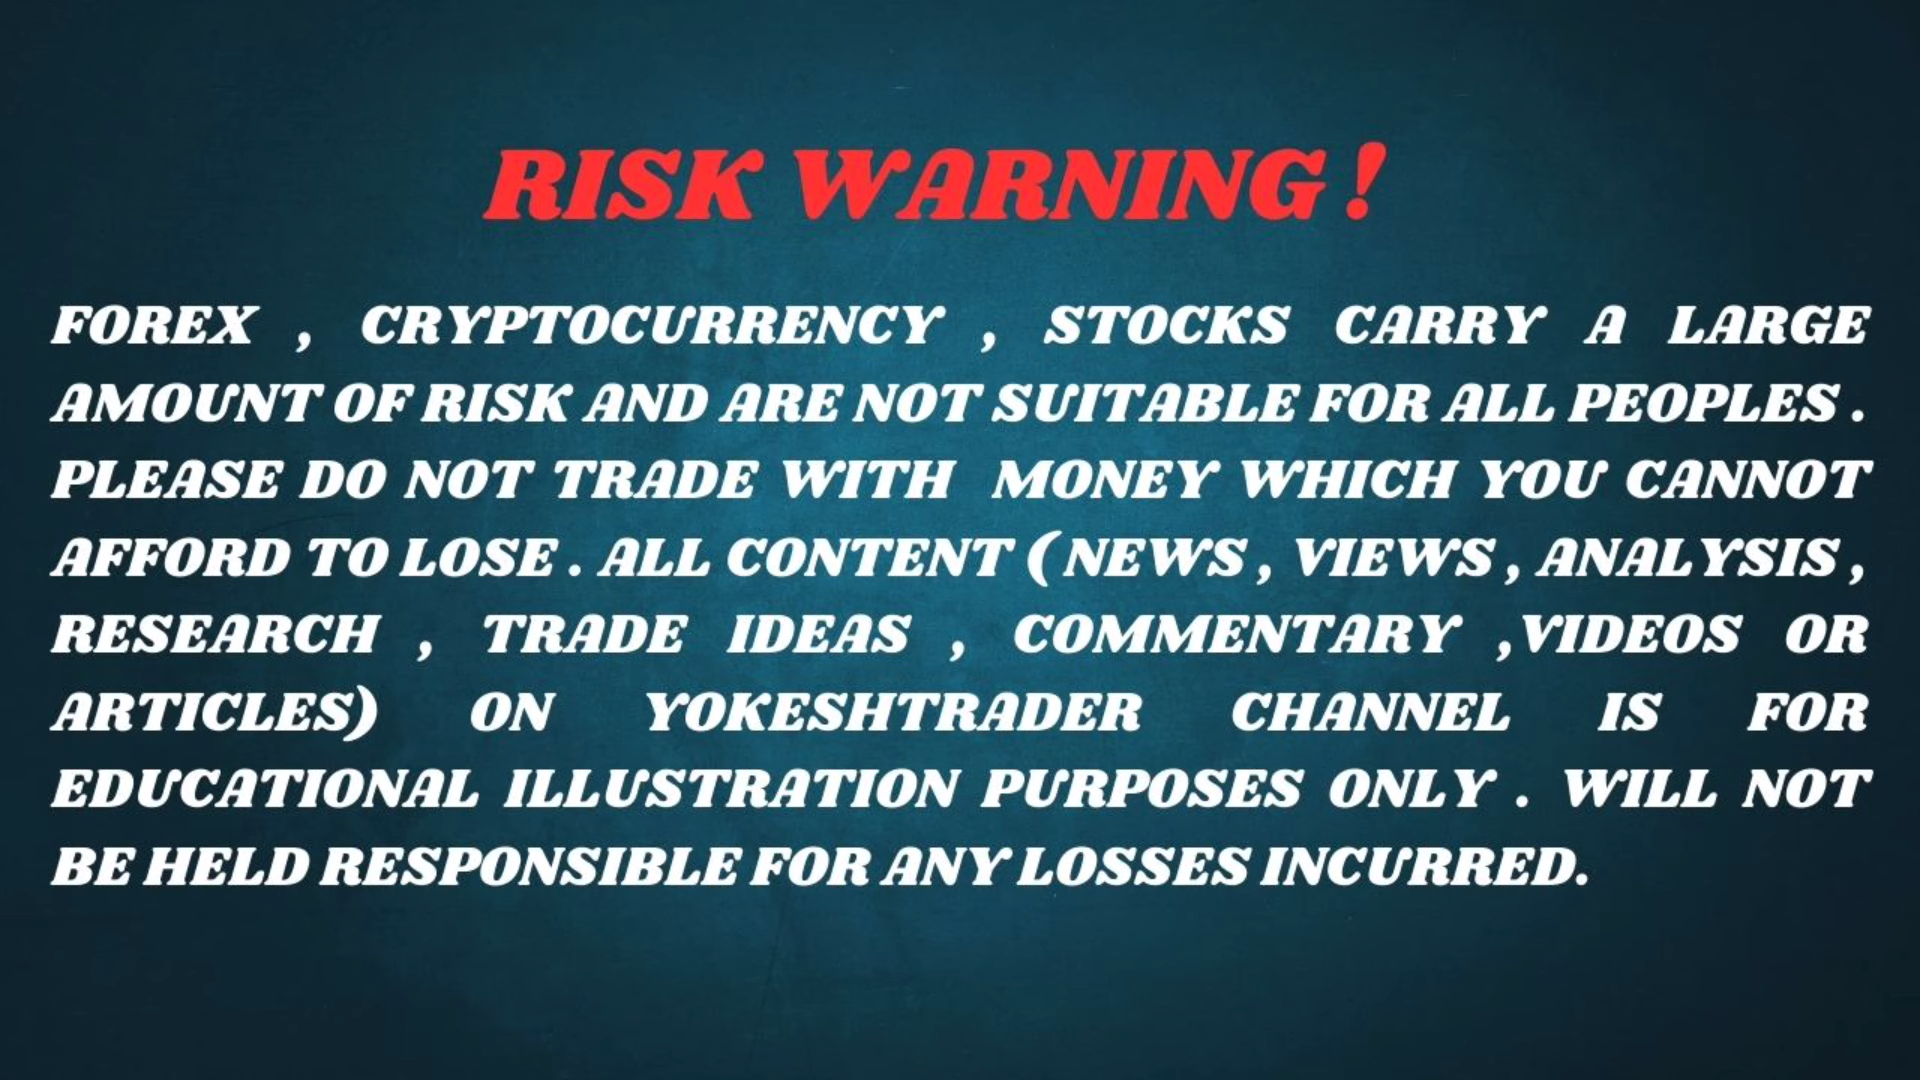 RISK WARNING !
FOREX , CRYPTOCURRENCY , STOCKS CARRY A LARGE
AMOUNT OF RISK AND ARE NOT SUITABLE FOR ALL PEOPLES .
PLEASE DO NOT TRADE WITH MONEY WHICH YOU CANNOT
AFFORD TO LOSE . ALL CONTENT ( NEWS , VIEWS , ANALYSIS ,
RESEARCH , TRADE IDEAS , COMMENTARY ,VIDEOS OR
ARTICLES) ON YOKESHTRADER CHANNEL IS FOR
EDUCATIONAL ILLUSTRATION PURPOSES ONLY . WILL NOT
BE HELD RESPONSIBLE FOR ANY LOSSES INCURRED.